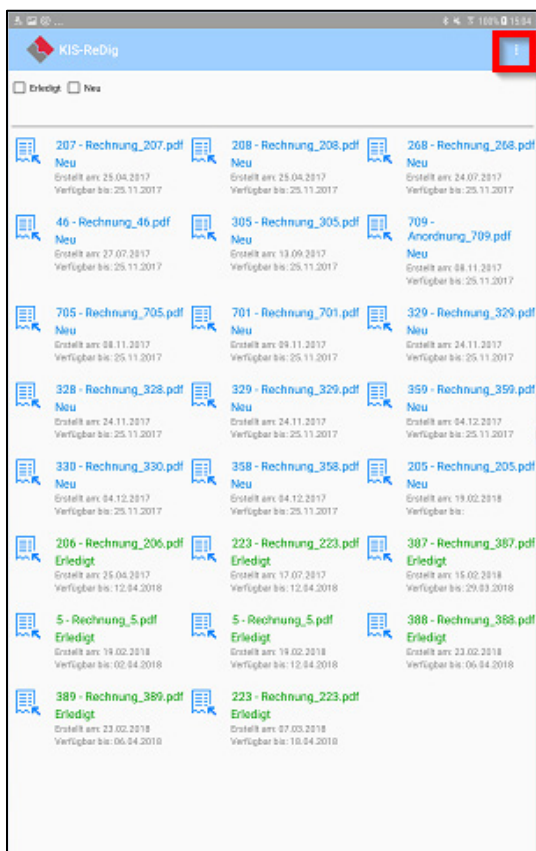 100% 15:04
KIS-ReDig
Erledigt Neu
207 - Rechnung_207.pdf
Neu
Erstellt am: 25.04.2017
Verfügbar bis: 25.11.2017
208 - Rechnung_208.pdf
Neu
Erstellt am: 25.04.2017
Verfügbar bis: 25.11.2017
268 - Rechnung_268.pdf
Neu
Erstellt am: 24.07.2017
Verfügbar bis: 25.11.2017
46 - Rechnung_46.pdf
Neu
Erstellt am: 27.07.2017
Verfügbar bis: 25.11.2017
305 - Rechnung_305.pdf
Neu
Erstellt am: 13.09.2017
Verfügbar bis: 25.11.2017
709 -
Anordnung_709.pdf
Neu
Erstellt am: 08.11.2017
Verfügbar bis: 25.11.2017
705 - Rechnung_705.pdf
Neu
Erstellt am: 08.11.2017
Verfügbar bis: 25.11.2017
701 - Rechnung_701.pdf
Neu
Erstellt am: 09.11.2017
Verfügbar bis: 25.11.2017
329 - Rechnung_329.pdf
Neu
Erstellt am: 24.11.2017
Verfügbar bis: 25.11.2017
328 - Rechnung_328.pdf
Neu
Erstellt am: 24.11.2017
Verfügbar bis: 25.11.2017
329 - Rechnung_329.pdf
Neu
Erstellt am: 24.11.2017
Verfügbar bis: 25.11.2017
359 - Rechnung_359.pdf
Neu
Erstellt am: 04.12.2017
Verfügbar bis: 25.11.2017
330 - Rechnung_330.pdf
Neu
Erstellt am: 04.12.2017
Verfügbar bis: 25.11.2017
358 - Rechnung_358.pdf
Neu
Erstellt am: 04.12.2017
Verfügbar bis: 25.11.2017
205 - Rechnung_205.pdf
Neu
Erstellt am: 19.02.2018
Verfügbar bis:
206 - Rechnung_206.pdf
Erledigt
Erstellt am: 25.04.2017
Verfügbar bis: 12.04.2018
223 - Rechnung_223.pdf
Erledigt
Erstellt am: 17.07.2017
Verfügbar bis: 12.04.2018
387 - Rechnung_387.pdf
Erledigt
Erstellt am: 15.02.2018
Verfügbar bis: 29.03.2018
5 - Rechnung_5.pdf
Erledigt
Erstellt am: 19.02.2018
Verfügbar bis: 02.04.2018
5 - Rechnung_5.pdf
Erledigt
Erstellt am: 19.02.2018
Verfügbar bis: 12.04.2018
388 - Rechnung_388.pdf
Erledigt
Erstellt am: 23.02.2018
Verfügbar bis: 06.04.2018
389 - Rechnung_389.pdf
Erledigt
Erstellt am: 23.02.2018
Verfügbar bis: 06.04.2018
223 - Rechnung_223.pdf
Erledigt
Erstellt am: 07.03.2018
Verfügbar bis: 18.04.2018